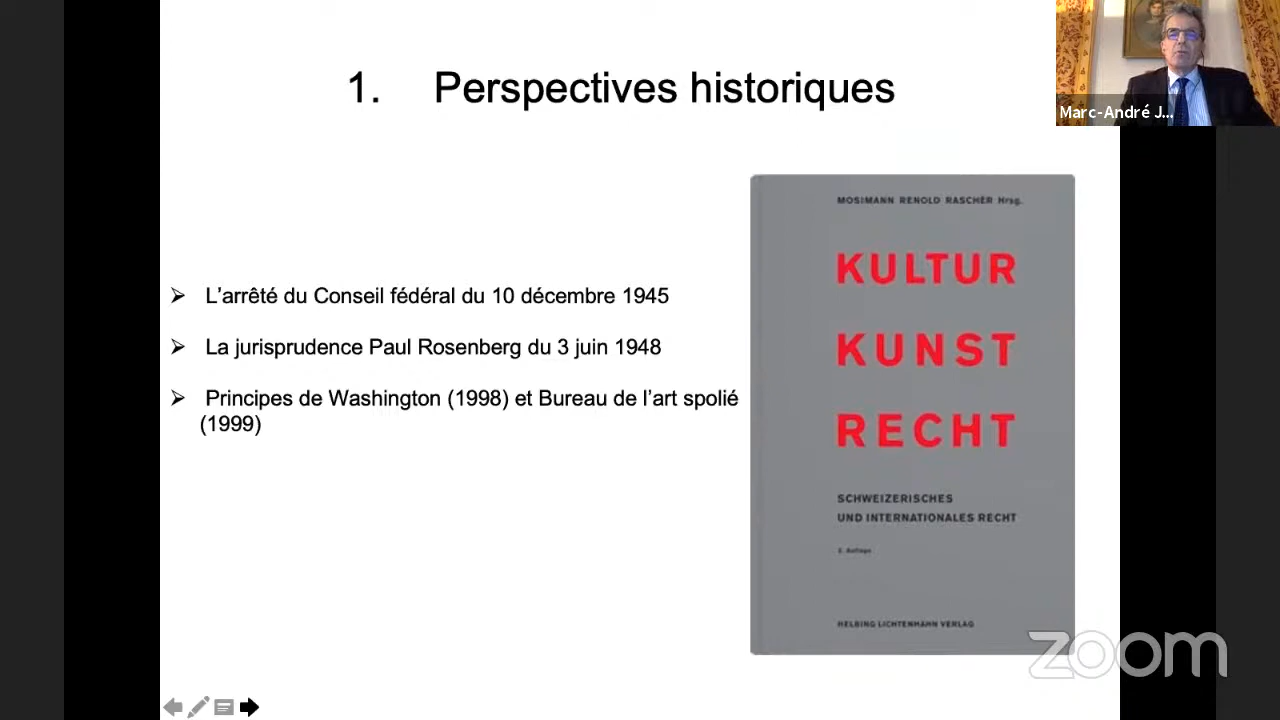 1. Perspectives historiques
Marc-André J...
➢ L'arrêté du Conseil fédéral du 10 décembre 1945
➢ La jurisprudence Paul Rosenberg du 3 juin 1948
➢ Principes de Washington (1998) et Bureau de l'art spolié
(1999)
MOSIMANN RENOLD RASCHÈR Hrsg.
KULTUR
KUNST
RECHT
SCHWEIZERISCHES
UND INTERNATIONALES RECHT
2. Auflage
HELBING LICHTENHAHN VERLAG
zoom